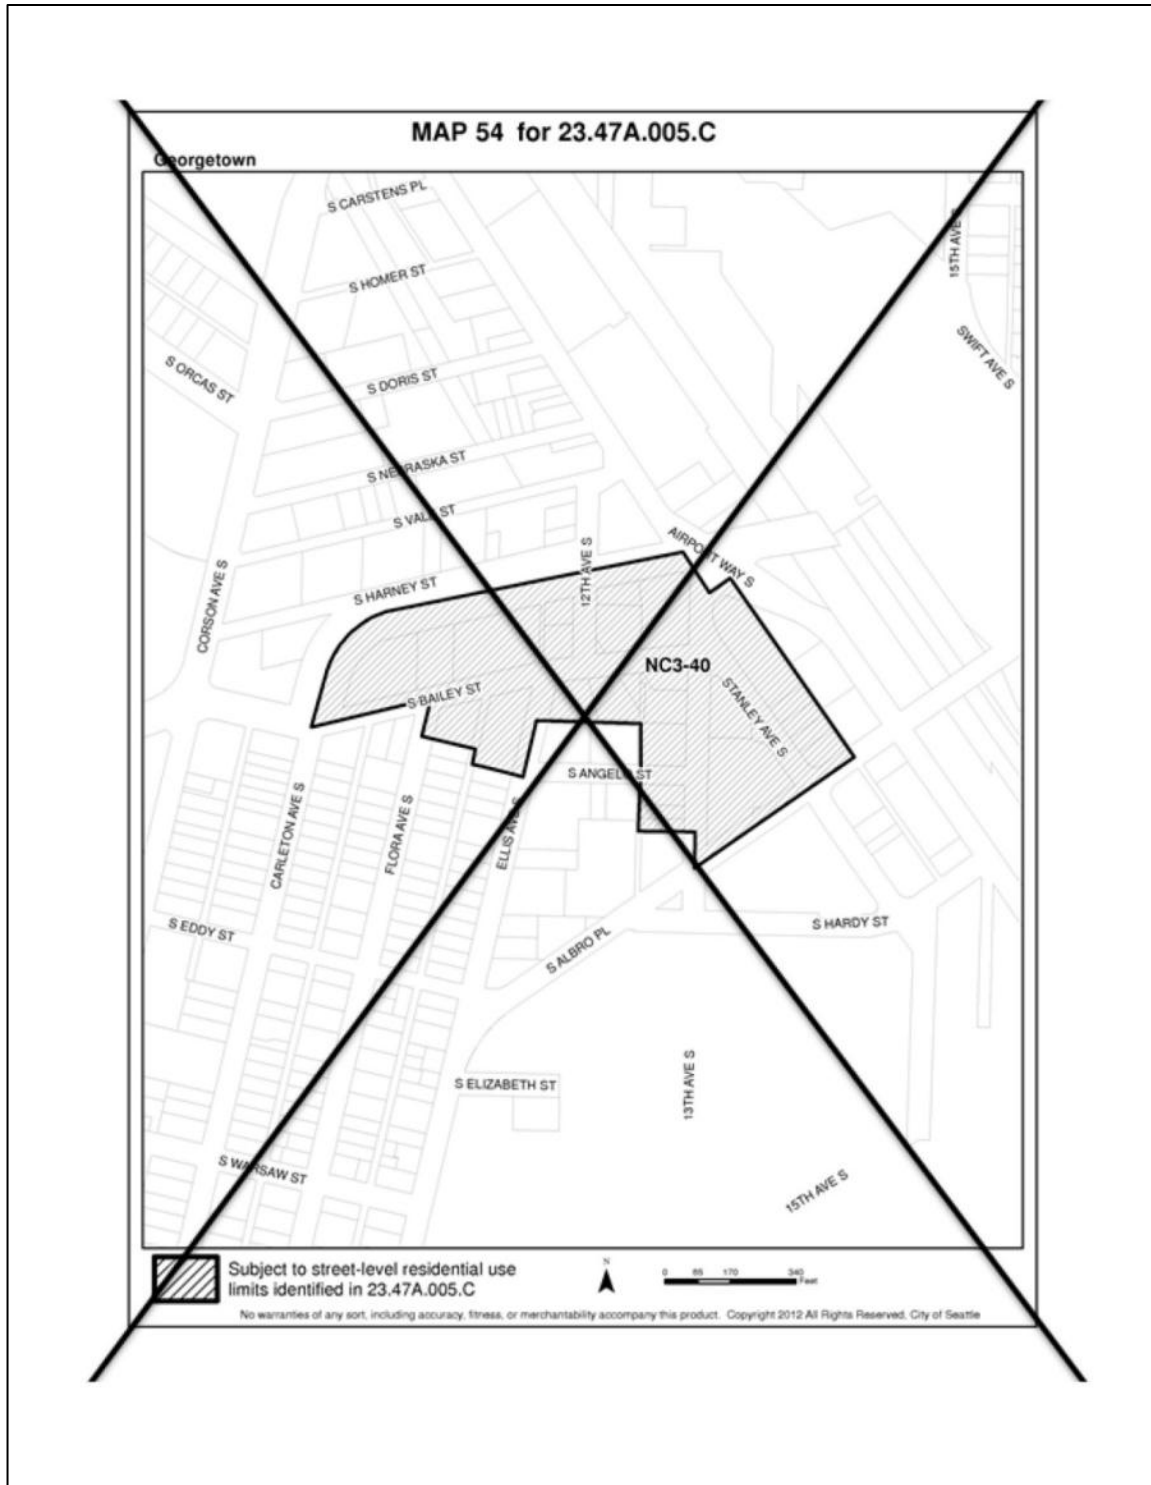 MAP 54 for 23.47A.005.C
Georgetown
S CARSTENS PL
15TH AVE S
S HOMER ST
SWIFT AVE S
S ORCAS ST
S DORIS ST
S NEBRASKA ST
S VALE ST
AIRPORT WAY S
12TH AVE S
CORSON AVE S
S HARNEY ST
NC3-40
S BAILEY ST
STANLEY AVE S
S ANGELO ST
CARLETON AVE S
FLORA AVE S
ELLIS AVE S
S EDDY ST
S HARDY ST
S ALBRO PL
S ELIZABETH ST
13TH AVE S
S WARSAW ST
15TH AVE S
Subject to street-level residential use
limits identified in 23.47A.005.C
N
0 85 170 340
Feet
No warranties of any sort, including accuracy, fitness, or merchantability accompany this product. Copyright 2012 All Rights Reserved, City of Seattle